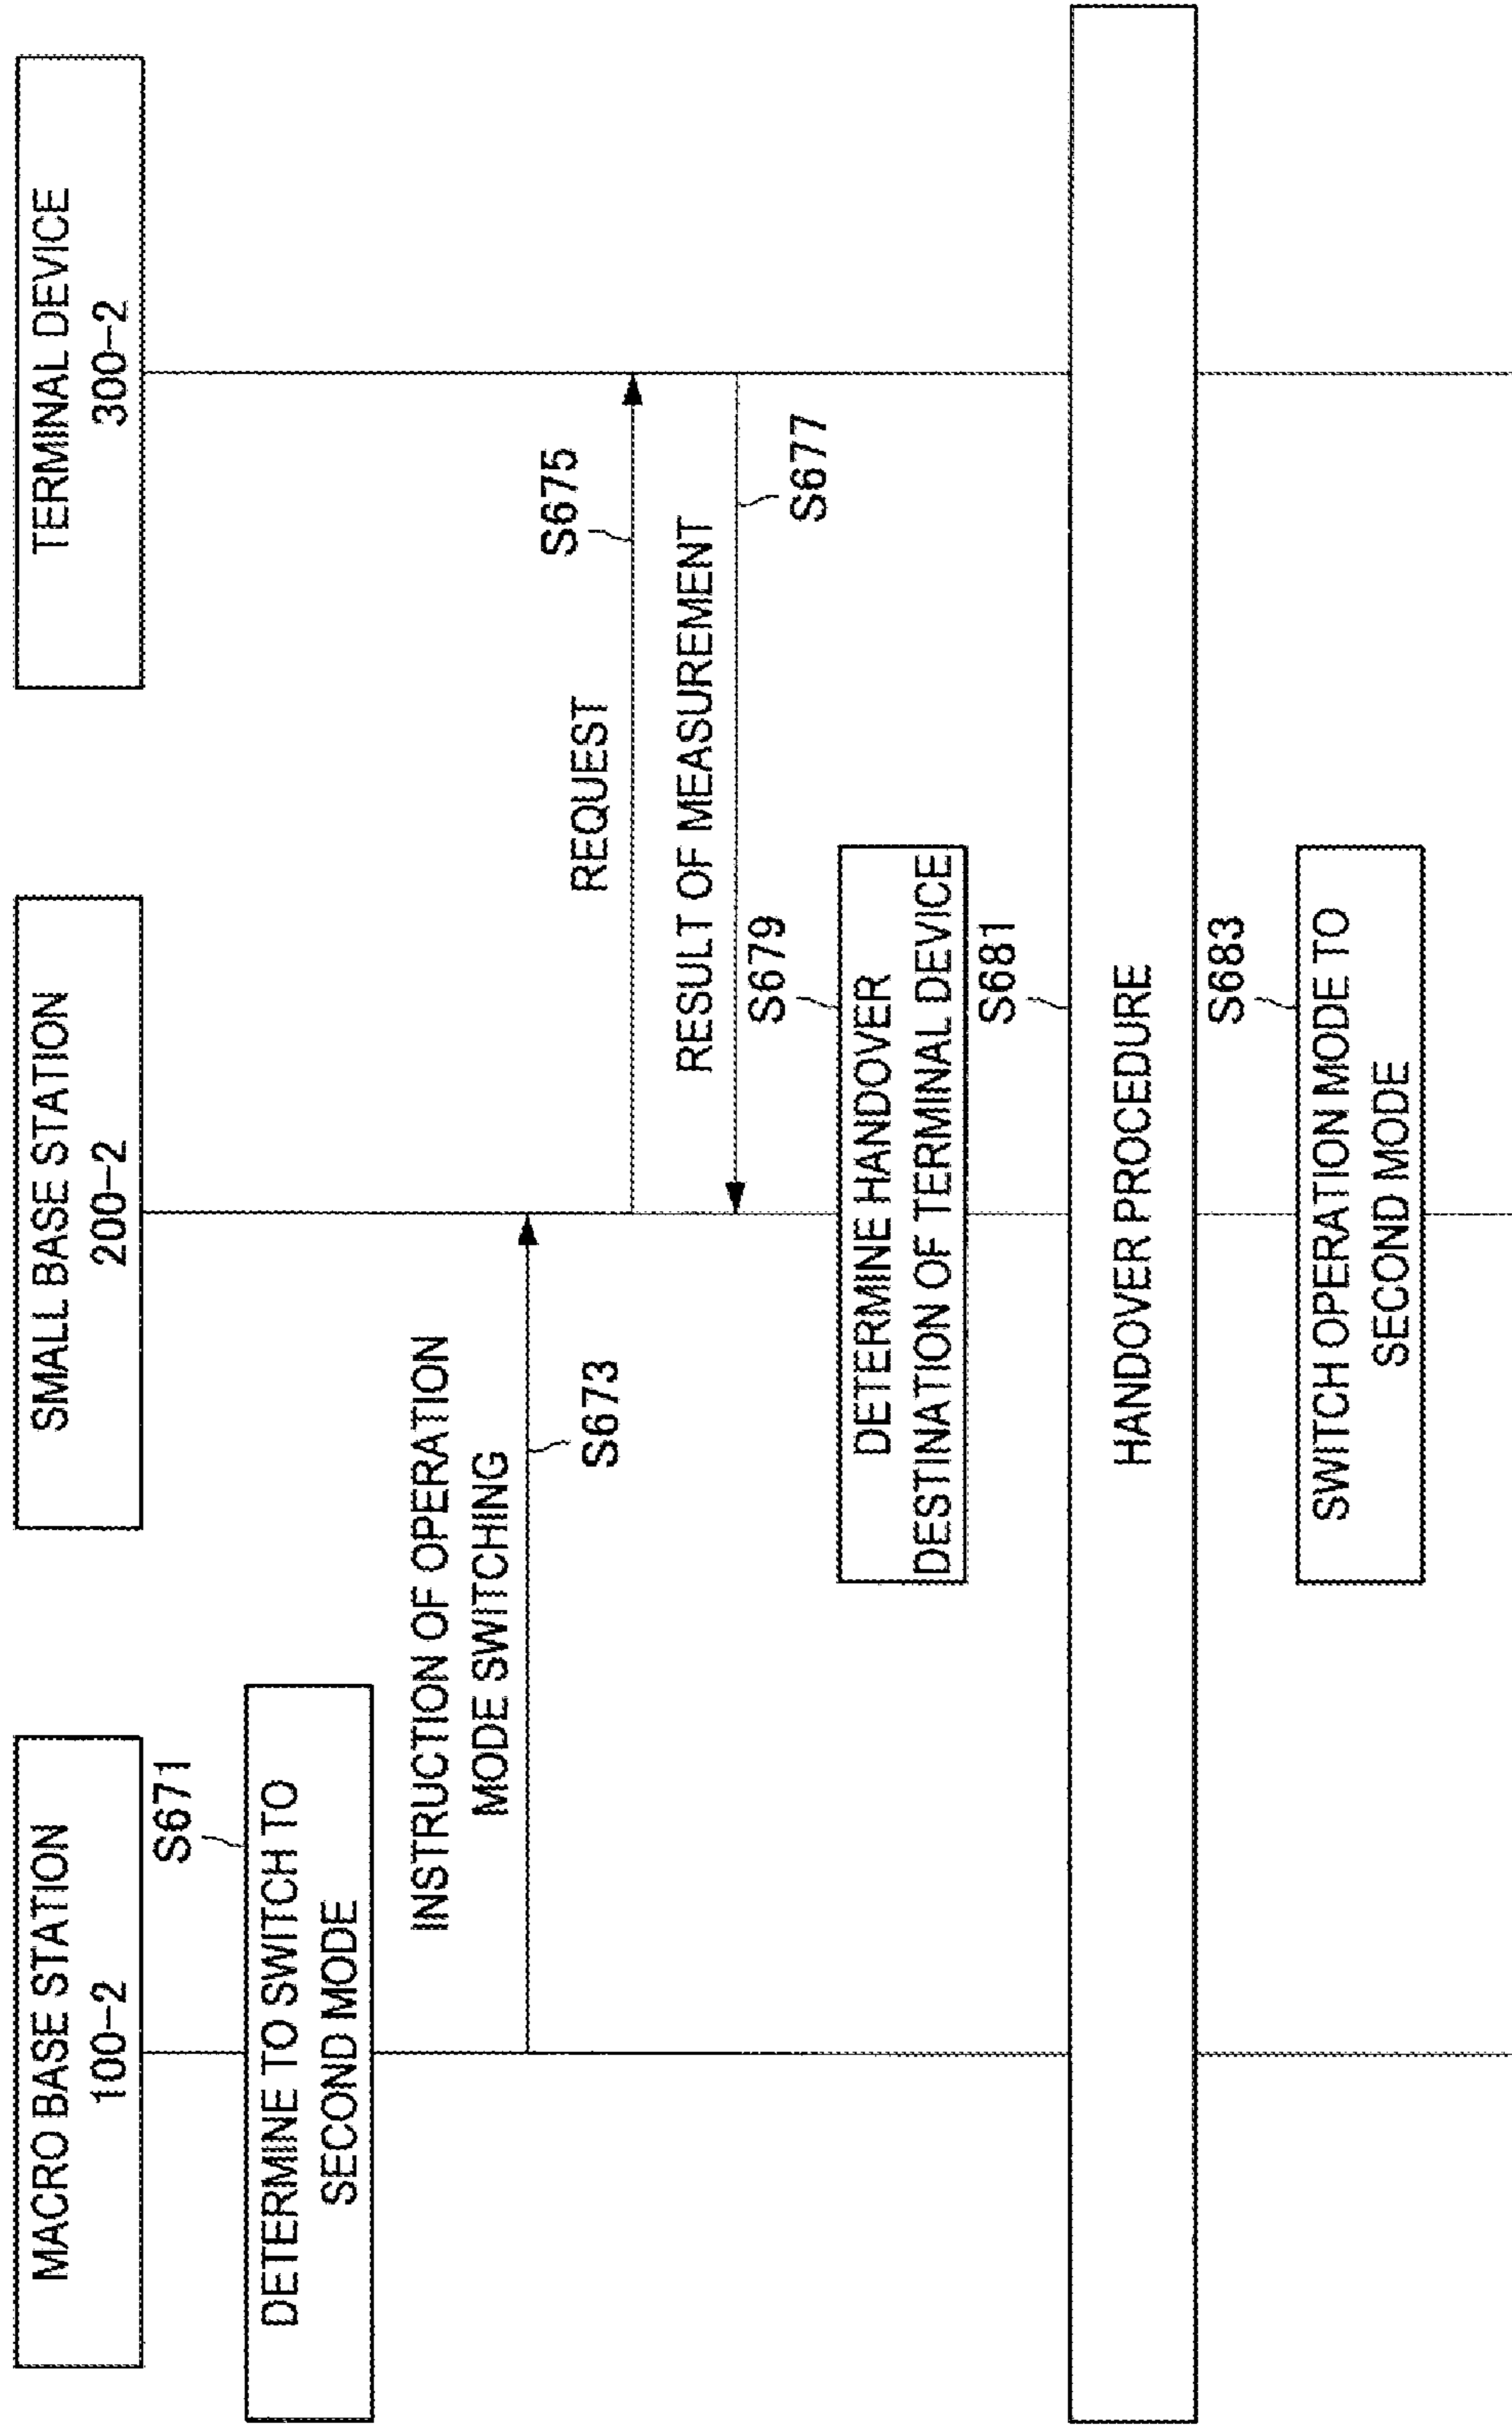 MACRO BASE STATION
100-2
SMALL BASE STATION
200-2
TERMINAL DEVICE
300-2
S671
DETERMINE TO SWITCH TO
SECOND MODE
INSTRUCTION OF OPERATION
MODE SWITCHING
S673
S675
REQUEST
RESULT OF MEASUREMENT
S677
S679
DETERMINE HANDOVER
DESTINATION OF TERMINAL DEVICE
S681
HANDOVER PROCEDURE
S683
SWITCH OPERATION MODE TO
SECOND MODE